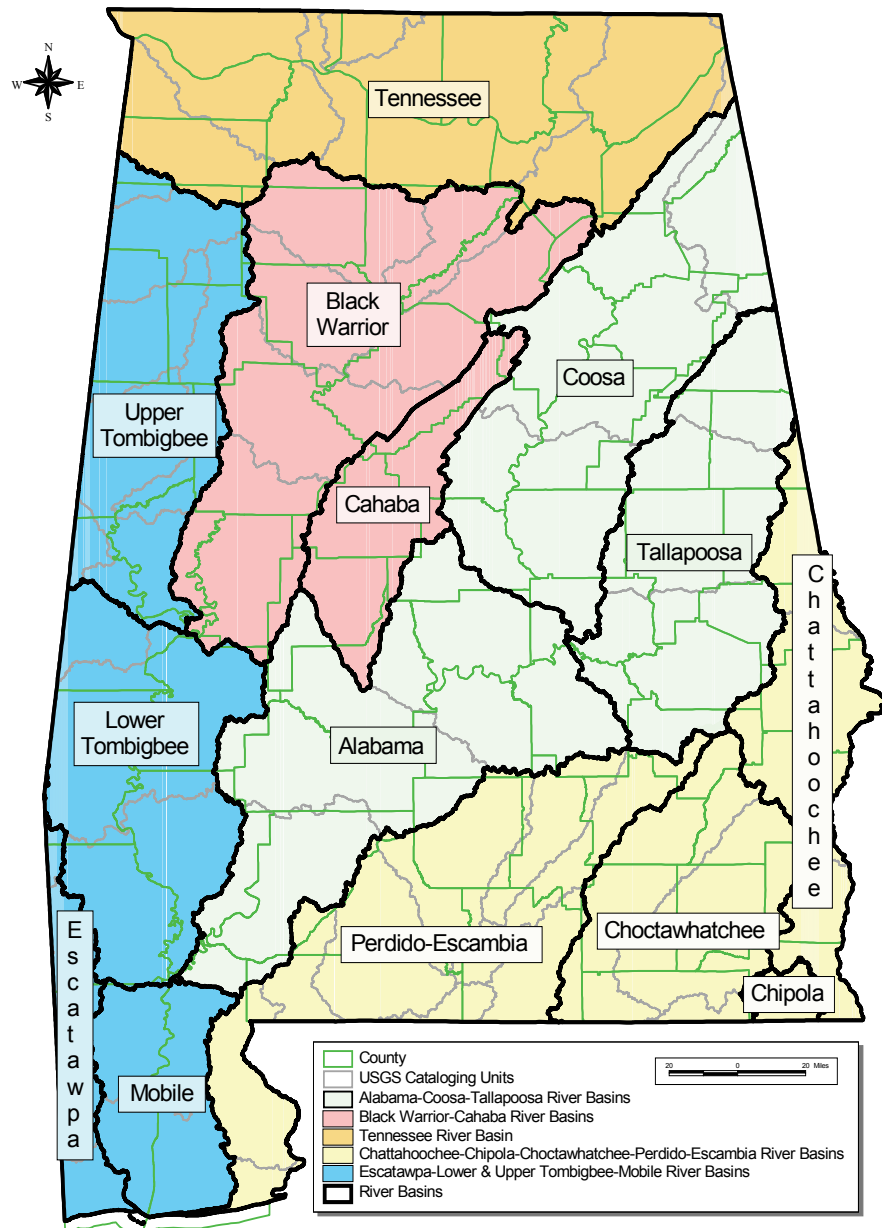 N
W E
S
Tennessee
Black
Warrior
Coosa
Upper
Tombigbee
Cahaba
Tallapoosa
Chattahoochee
Lower
Tombigbee
Alabama
Escatawpa
Perdido-Escambia
Choctawhatchee
Chipola
Mobile
County
USGS Cataloging Units
Alabama-Coosa-Tallapoosa River Basins
Black Warrior-Cahaba River Basins
Tennessee River Basin
Chattahoochee-Chipola-Choctawhatchee-Perdido-Escambia River Basins
Escatawpa-Lower & Upper Tombigbee-Mobile River Basins
River Basins
20 0 20 Miles